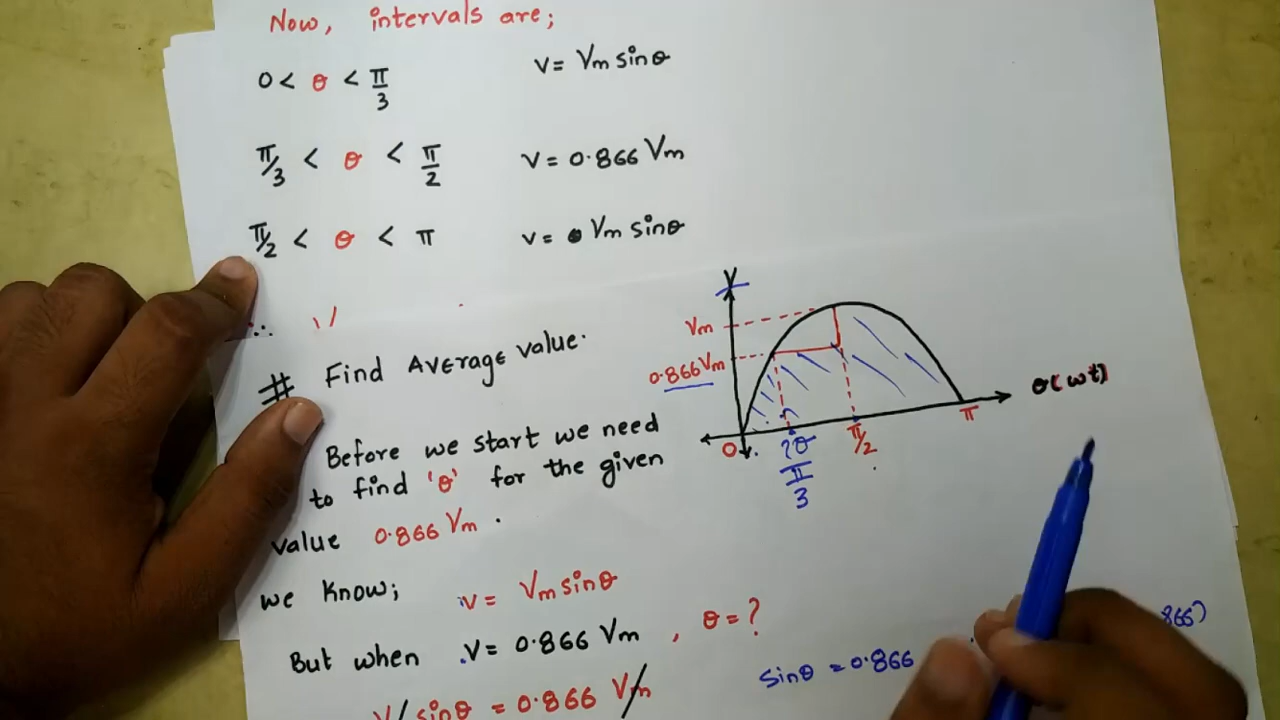 Now, intervals are;
0 < θ < π/3 V = Vm sinθ
π/3 < θ < π/2 V = 0.866 Vm
π/2 < θ < π V = Vm sinθ
∴
# Find AVERAGE value.
Before we start we need
to find 'θ' for the given
value 0.866 Vm.
we know; V = Vm sinθ
But when V = 0.866 Vm, θ = ?
sinθ = 0.866 Vm
V
Vm
0.866Vm
0
?θ
π/3
π/2
π
θ(ωt)
sinθ = 0.866
866)